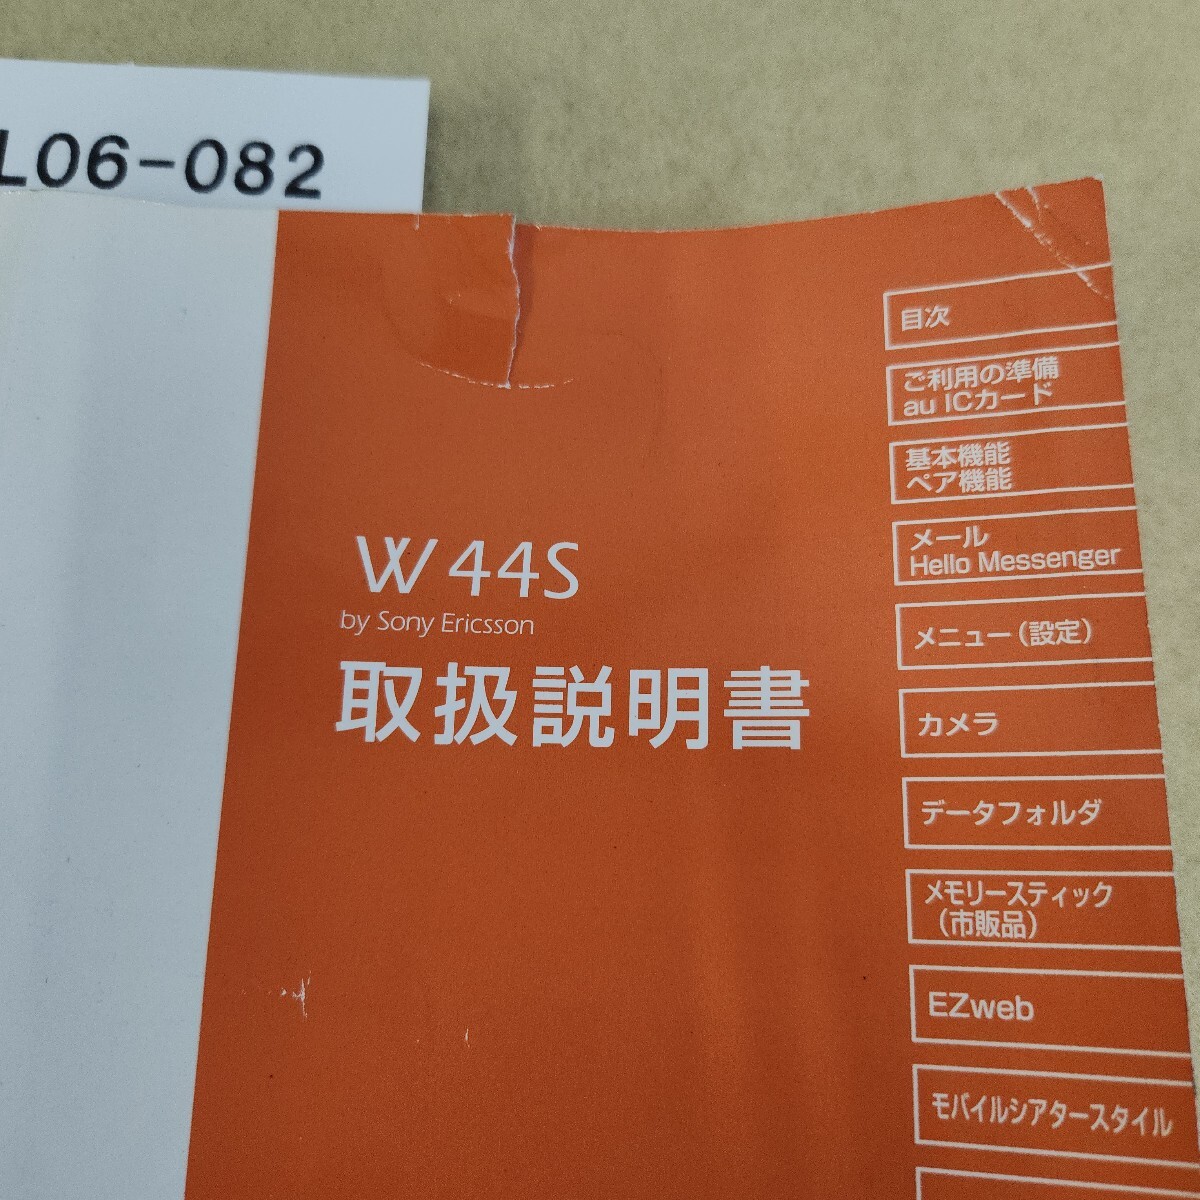 L06-082
W44S
by Sony Ericsson
取扱説明書
目次
ご利用の準備
au ICカード
基本機能
ペア機能
メール
Hello Messenger
メニュー(設定)
カメラ
データフォルダ
メモリースティック
(市販品)
EZweb
モバイルシアタースタイル